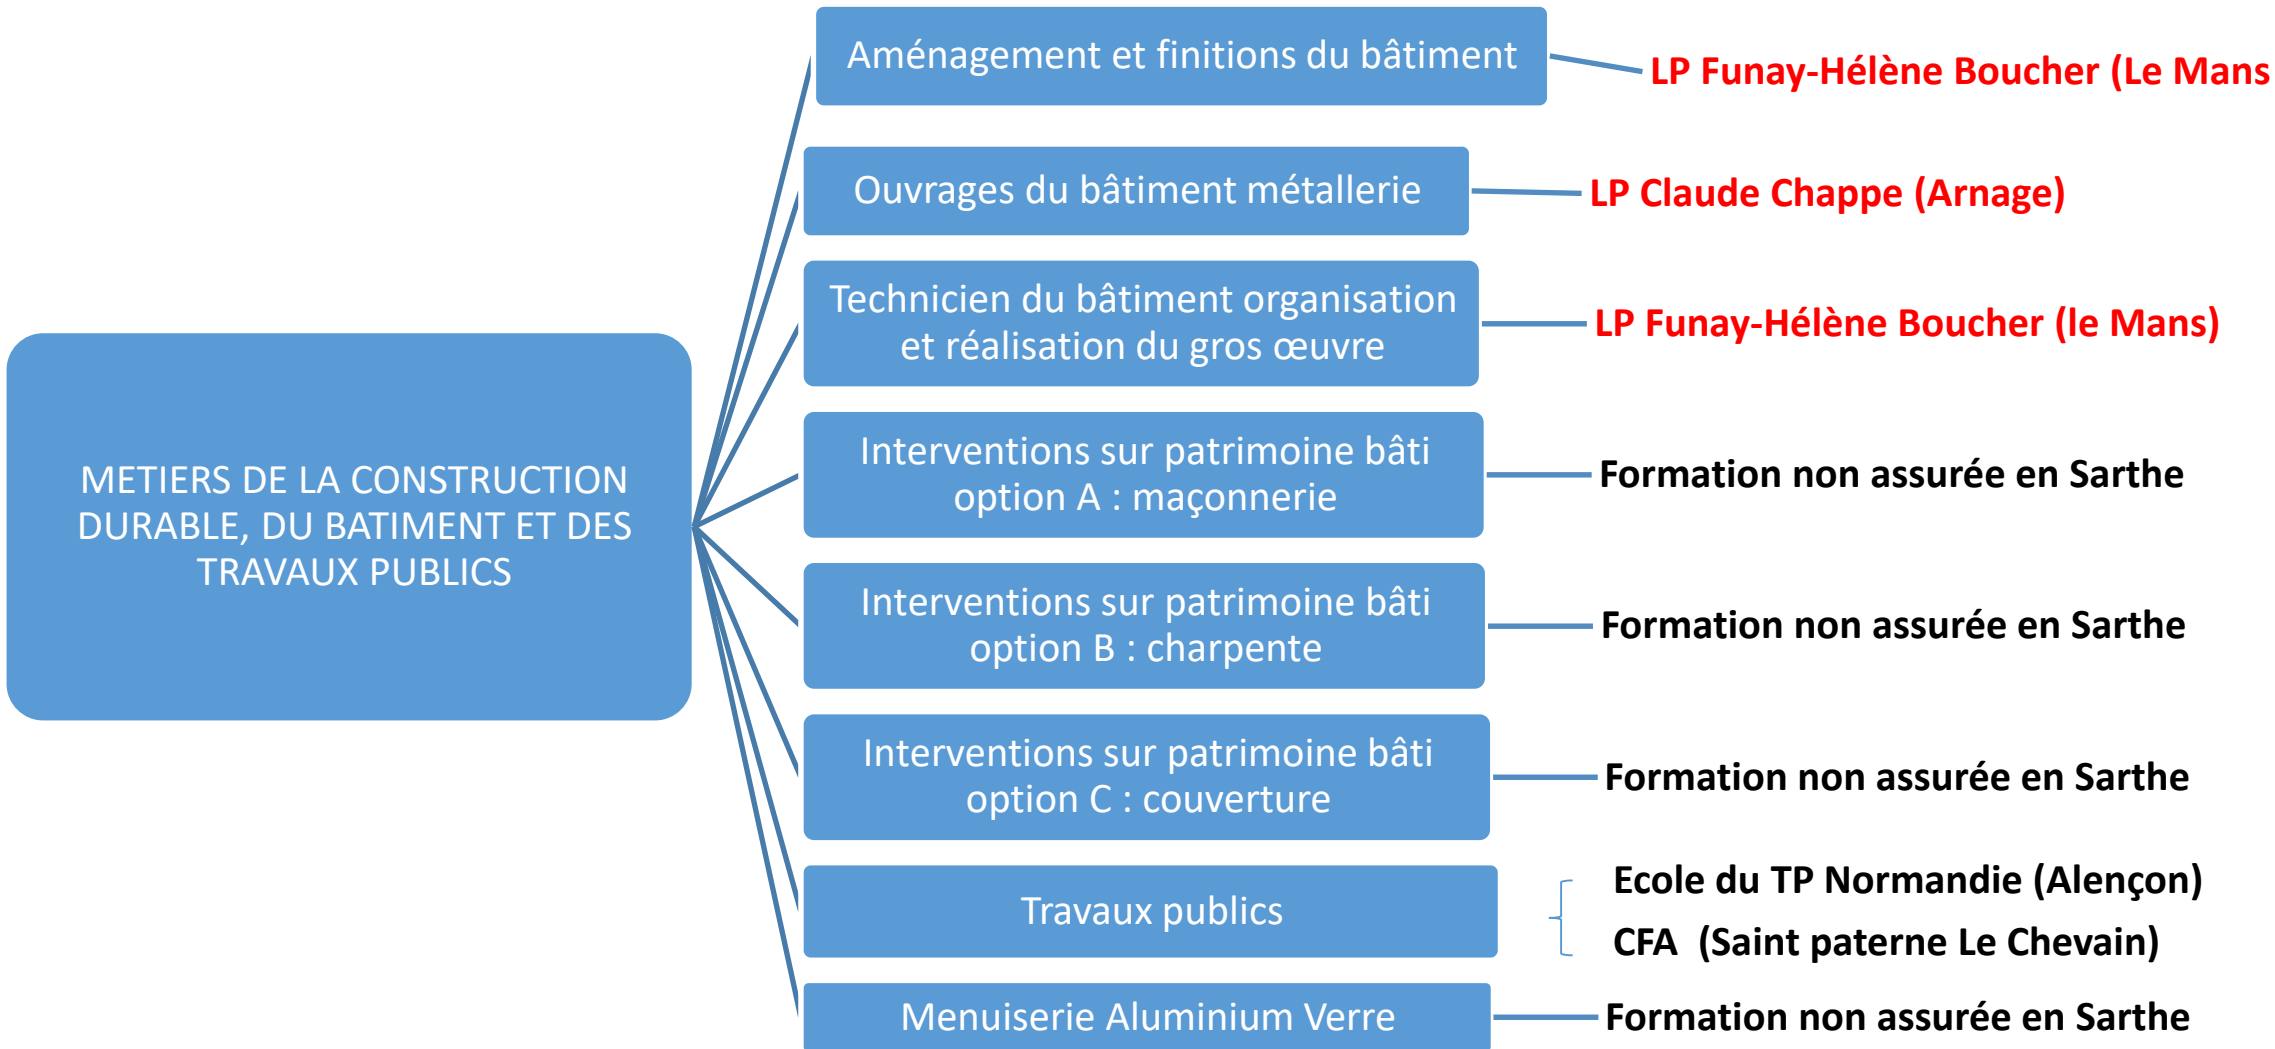 Aménagement et finitions du bâtiment
LP Funay-Hélène Boucher (Le Mans
Ouvrages du bâtiment métallerie
LP Claude Chappe (Arnage)
Technicien du bâtiment organisation
et réalisation du gros œuvre
LP Funay-Hélène Boucher (le Mans)
METIERS DE LA CONSTRUCTION
DURABLE, DU BATIMENT ET DES
TRAVAUX PUBLICS
Interventions sur patrimoine bâti
option A : maçonnerie
Formation non assurée en Sarthe
Interventions sur patrimoine bâti
option B : charpente
Formation non assurée en Sarthe
Interventions sur patrimoine bâti
option C : couverture
Formation non assurée en Sarthe
Travaux publics
Ecole du TP Normandie (Alençon)
CFA  (Saint paterne Le Chevain)
Menuiserie Aluminium Verre
Formation non assurée en Sarthe